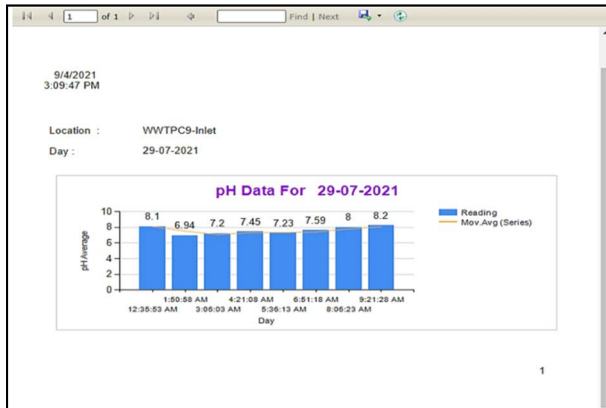 1 of 1 Find | Next
9/4/2021
3:09:47 PM
Location : WWTPC9-Inlet
Day : 29-07-2021
pH Data For 29-07-2021
Reading
Mov.Avg (Series)
pH Average
10
8
6
4
2
0
8.1 6.94 7.2 7.45 7.23 7.59 8 8.2
1:50:58 AM 4:21:08 AM 6:51:18 AM 9:21:28 AM
12:35:53 AM 3:06:03 AM 5:36:13 AM 8:06:23 AM
Day
1